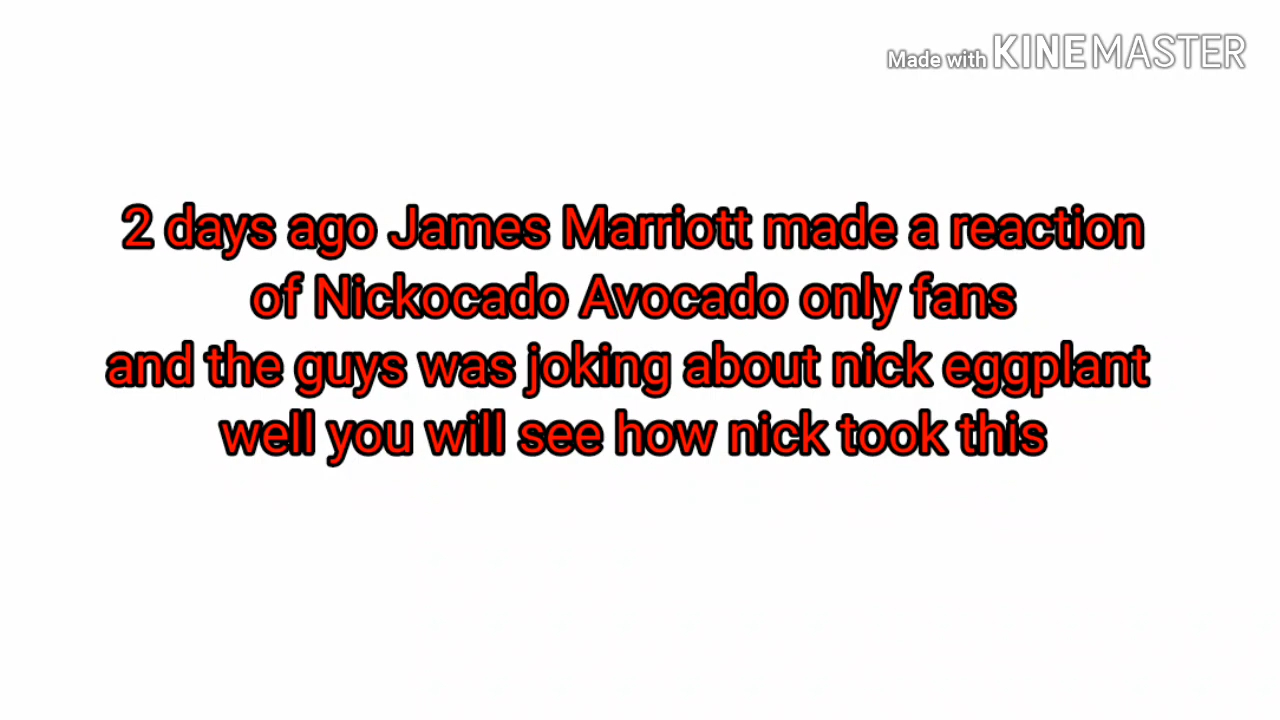 Made with KINEMASTER
2 days ago James Marriott made a reaction
of Nickocado Avocado only fans
and the guys was joking about nick eggplant
well you will see how nick took this